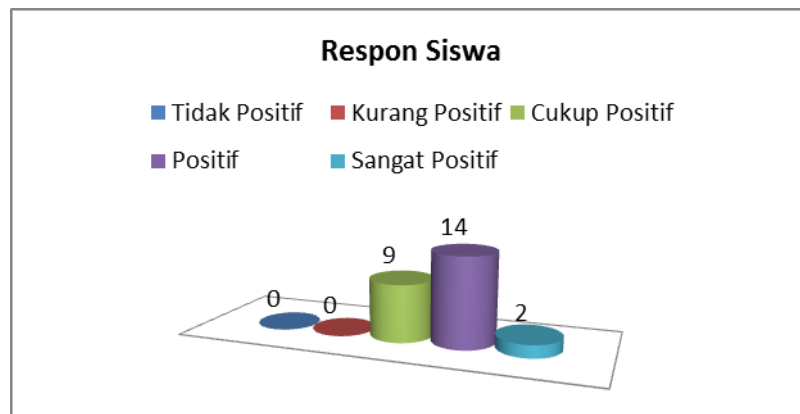 Respon Siswa
Tidak Positif Kurang Positif Cukup Positif
Positif Sangat Positif
14
9
2
0 0